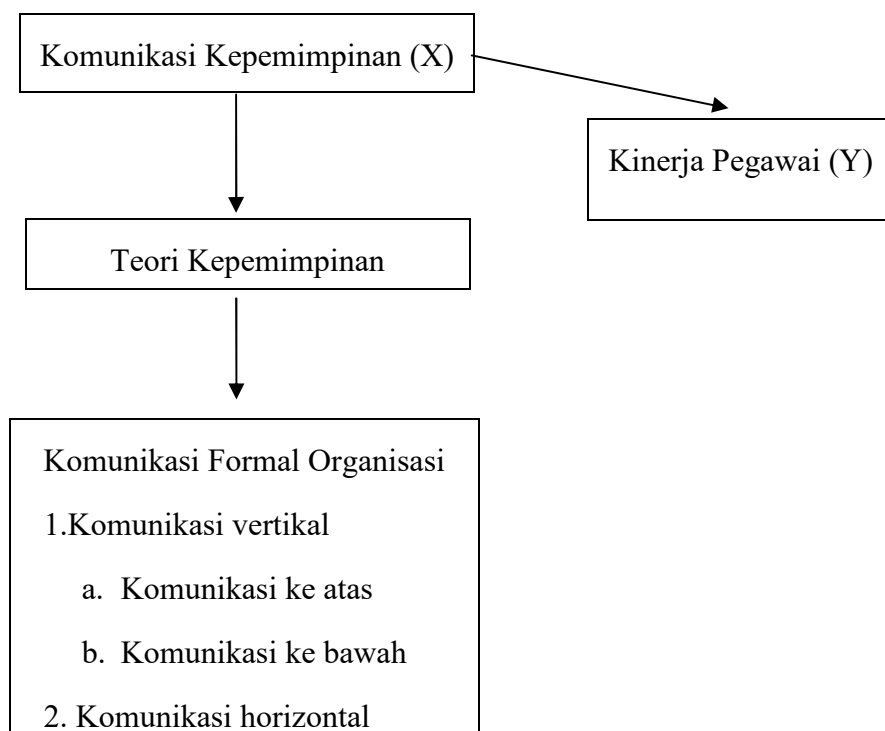 Komunikasi Kepemimpinan (X)
Kinerja Pegawai (Y)
Teori Kepemimpinan
Komunikasi Formal Organisasi
1.Komunikasi vertikal
a. Komunikasi ke atas
b. Komunikasi ke bawah
2. Komunikasi horizontal